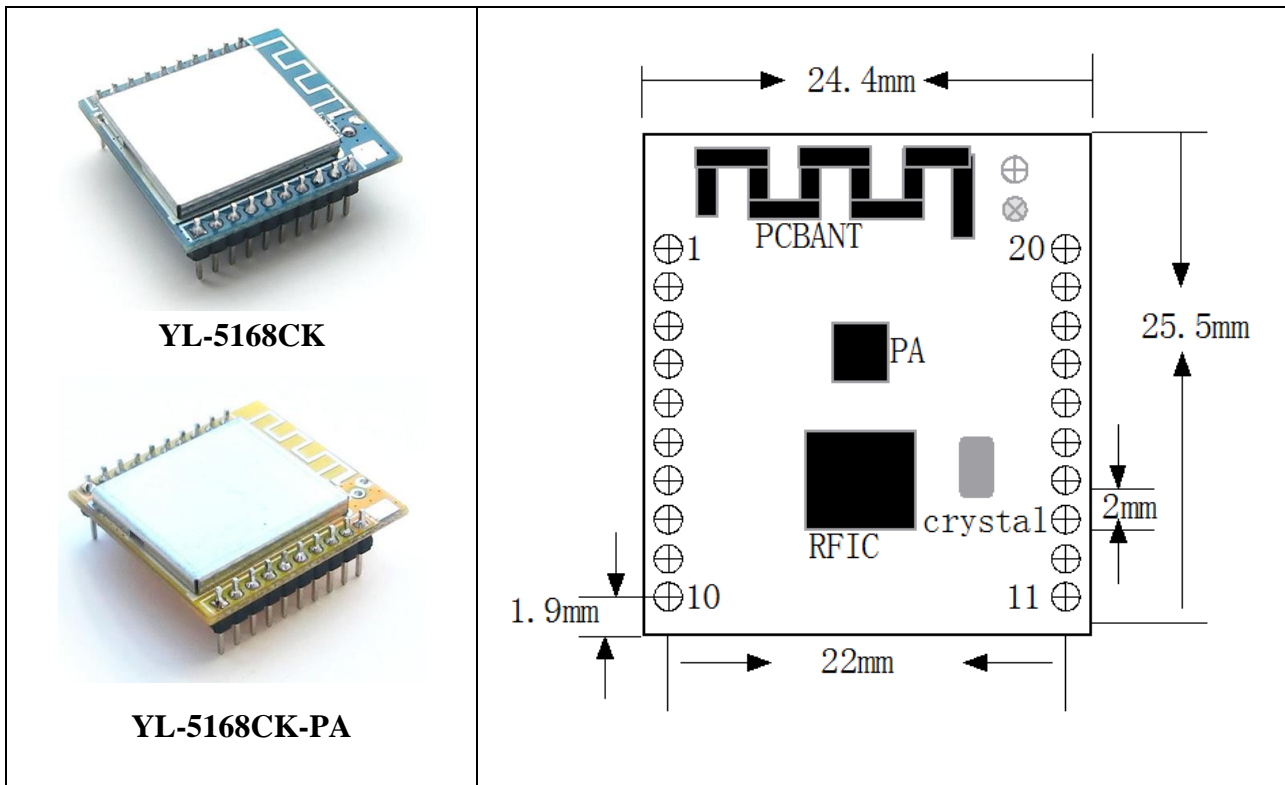 YL-5168CK
YL-5168CK-PA
24.4mm
PCBANT
1
20
PA
25.5mm
2mm
crystal
RFIC
10
11
1.9mm
22mm